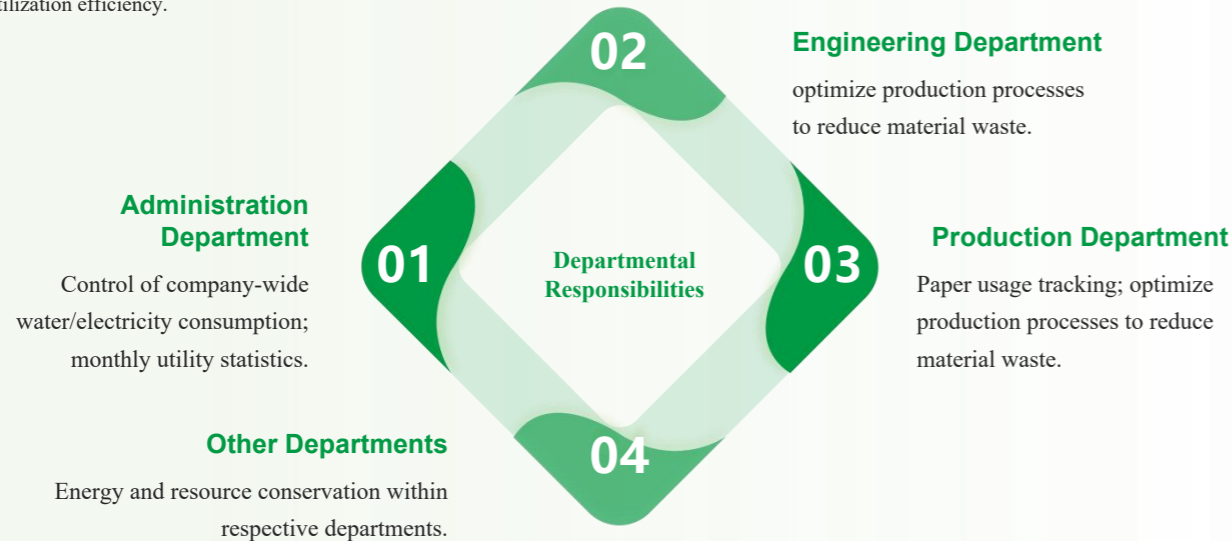 utilization efficiency.
02
Engineering Department
optimize production processes
to reduce material waste.
Administration
Department
Control of company-wide
water/electricity consumption;
monthly utility statistics.
01
Departmental
Responsibilities
03
Production Department
Paper usage tracking; optimize
production processes to reduce
material waste.
Other Departments
Energy and resource conservation within
respective departments.
04